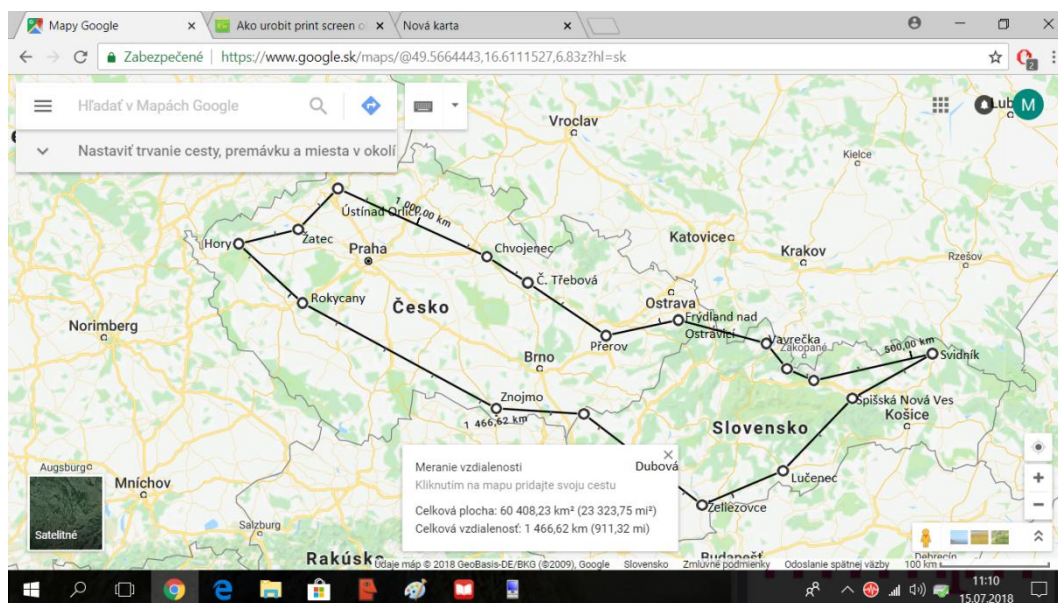 Mapy Google
Ako urobit print screen o
Nová karta
Zabezpečené
https://www.google.sk/maps/@49.5664443,16.6111527,6.83z?hl=sk
2
Hľadať v Mapách Google
M
Nastaviť trvanie cesty, premávku a miesta v okolí
Vroclav
Kielce
1 000,00 km
Ústínad Orlicí
Žatec
Hory
Praha
Chvojenec
Katovice
Krakov
Rzešov
Č. Třebová
Rokycany
Česko
Ostrava
Frýdland nad
Ostravicí
Norimberg
Přerov
Vavrečka
Zakopané
500,00 km
Svidník
Brno
Znojmo
1 466,62 km
Spišská Nová Ves
Košice
Slovensko
Augsburg
Mníchov
Meranie vzdialenosti
Dubová
Kliknutím na mapu pridajte svoju cestu
Lučenec
Celková plocha: 60 408,23 km² (23 323,75 mi²)
Celková vzdialenosť: 1 466,62 km (911,32 mi)
Želiezovce
Satelitné
Salzburg
Rakúsko
Budapešť
Debrecín
Údaje máp © 2018 GeoBasis-DE/BKG (©2009), Google
Slovensko
Zmluvné podmienky
Odoslanie spätnej väzby
100 km
11:10
15.07.2018